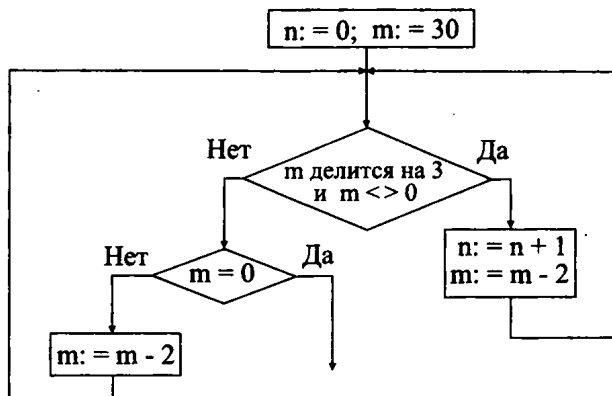 n: = 0; m: = 30
Нет
Да
m делится на 3
и m < > 0
n: = n + 1
m: = m - 2
Нет
m = 0
Да
m: = m - 2